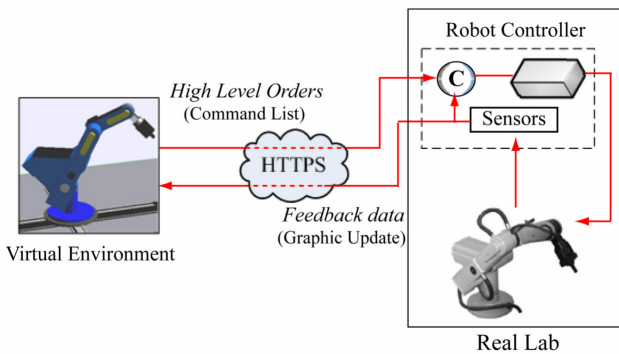 Robot Controller
High Level Orders
(Command List)
C
Sensors
HTTPS
Feedback data
(Graphic Update)
Virtual Environment
Real Lab